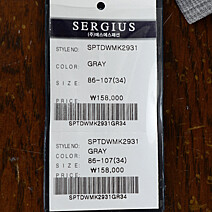 SERGIUS
(주)에스에스패션
STYLE NO: SPTDWMK2931
COLOR: GRAY
SIZE: 86-107(34)
PRICE: ₩158,000
SPTDWMK2931GR34
STYLE NO: SPTDWMK2931
COLOR: GRAY
SIZE: 86-107(34)
PRICE: ₩158,000
SPTDWMK2931GR34